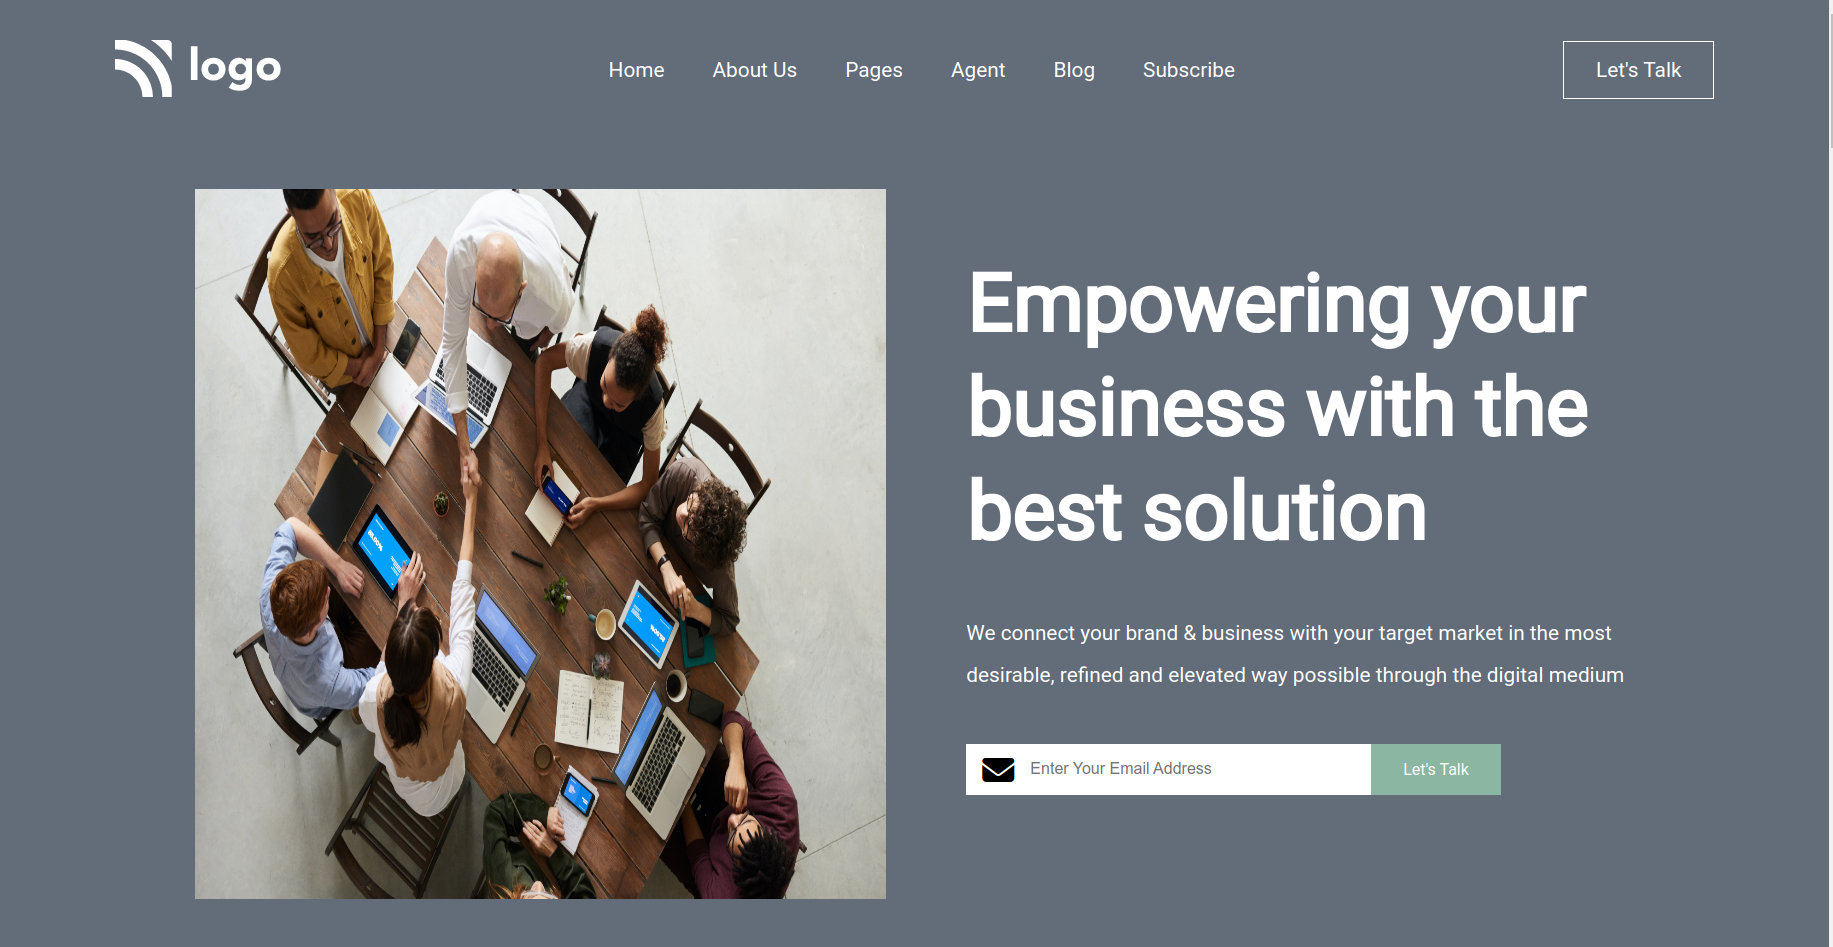 logo
Home
About Us
Pages
Agent
Blog
Subscribe
Let's Talk
Empowering your
business with the
best solution
We connect your brand & business with your target market in the most
desirable, refined and elevated way possible through the digital medium
Enter Your Email Address
Let's Talk